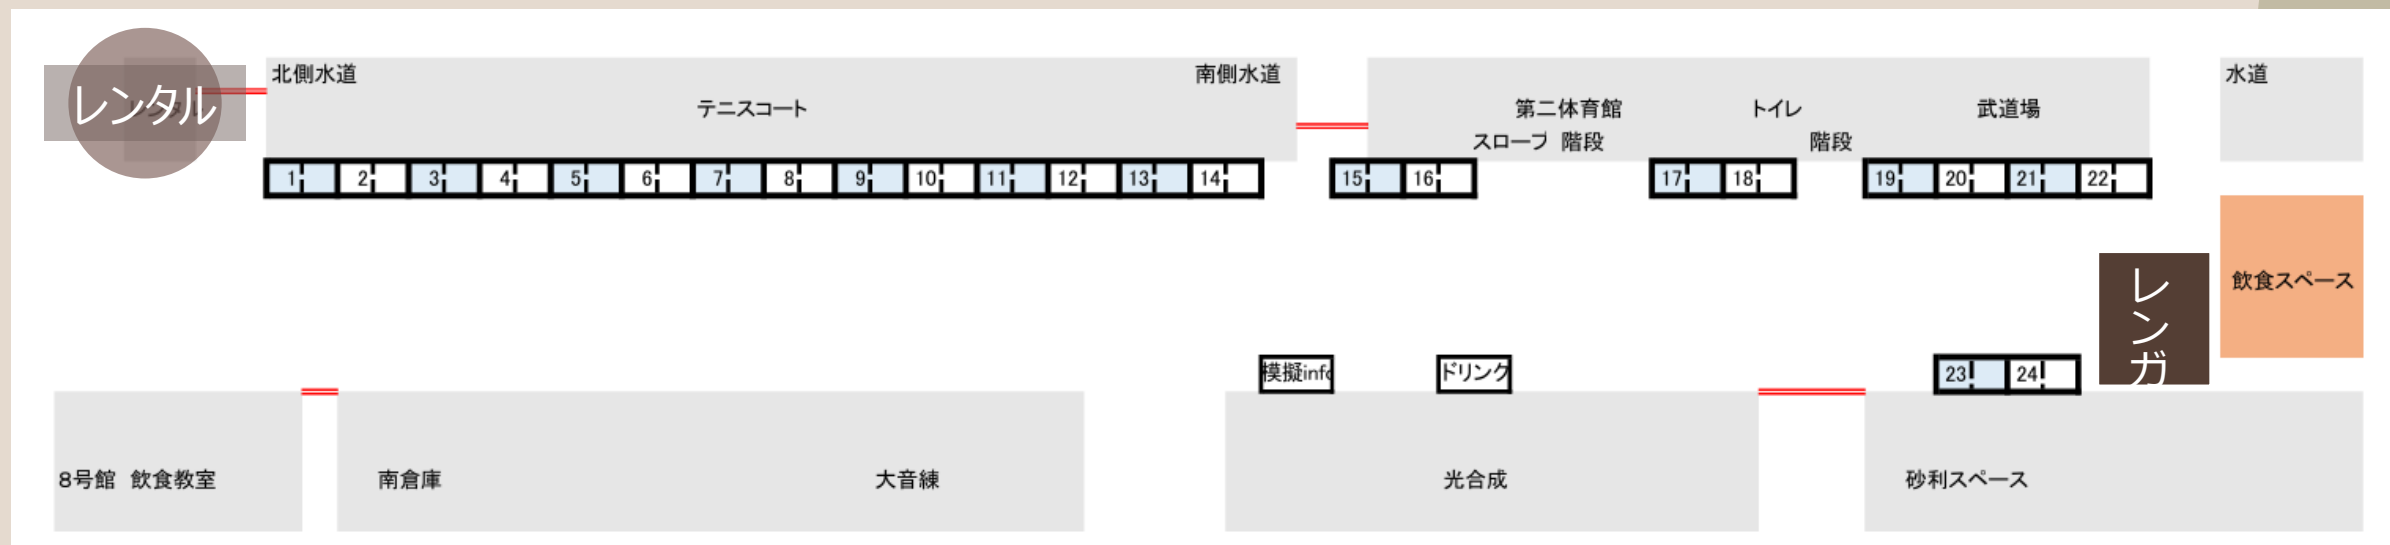 レンタル
北側水道
南側水道
水道
テニスコート
第二体育館
トイレ
武道場
スロープ 階段
階段
1 2 3 4 5 6 7 8 9 10 11 12 13 14
15 16
17 18
19 20 21 22
レンガ
飲食スペース
模擬info
ドリンク
23 24
8号館 飲食教室
南倉庫
大音練
光合成
砂利スペース